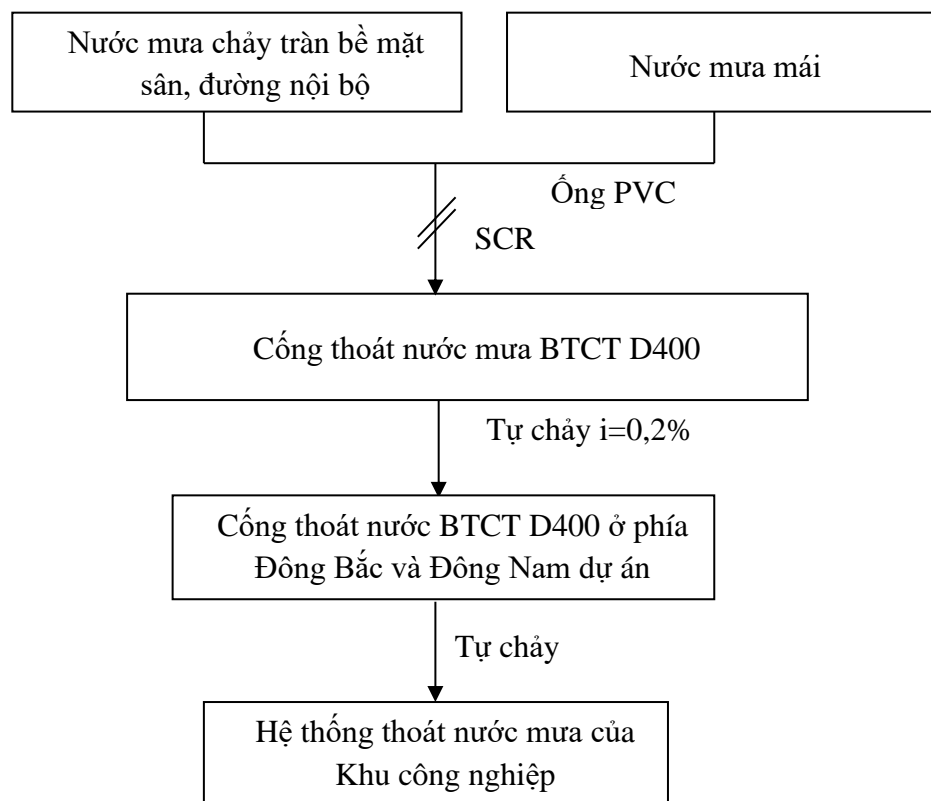 Nước mưa chảy tràn bề mặt
sân, đường nội bộ
Nước mưa mái
Ống PVC
SCR
Cống thoát nước mưa BTCT D400
Tự chảy i=0,2%
Cống thoát nước BTCT D400 ở phía
Đông Bắc và Đông Nam dự án
Tự chảy
Hệ thống thoát nước mưa của
Khu công nghiệp